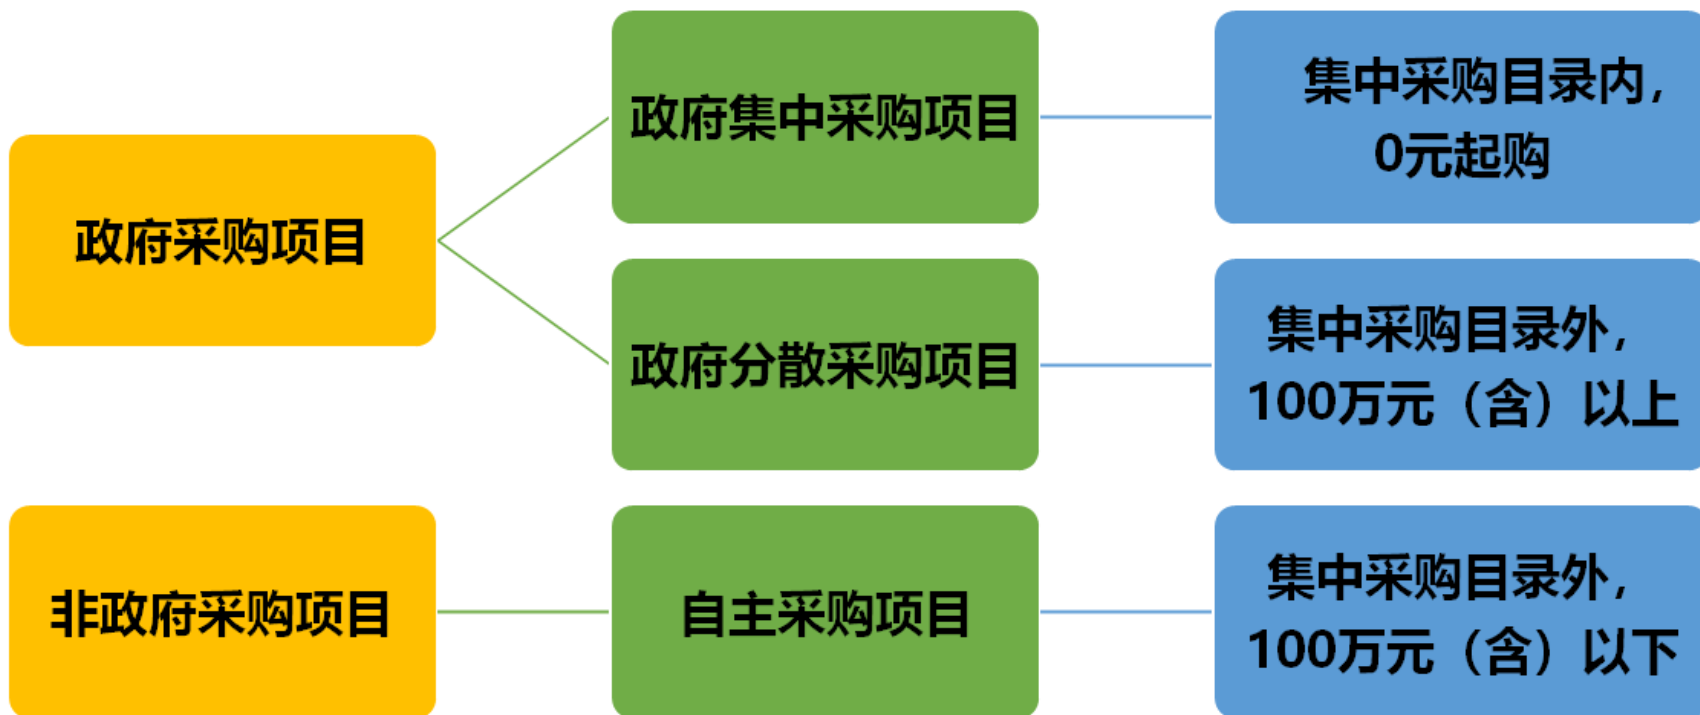 政府采购项目
政府集中采购项目
集中采购目录内，
0元起购
政府分散采购项目
集中采购目录外，
100万元（含）以上
非政府采购项目
自主采购项目
集中采购目录外，
100万元（含）以下